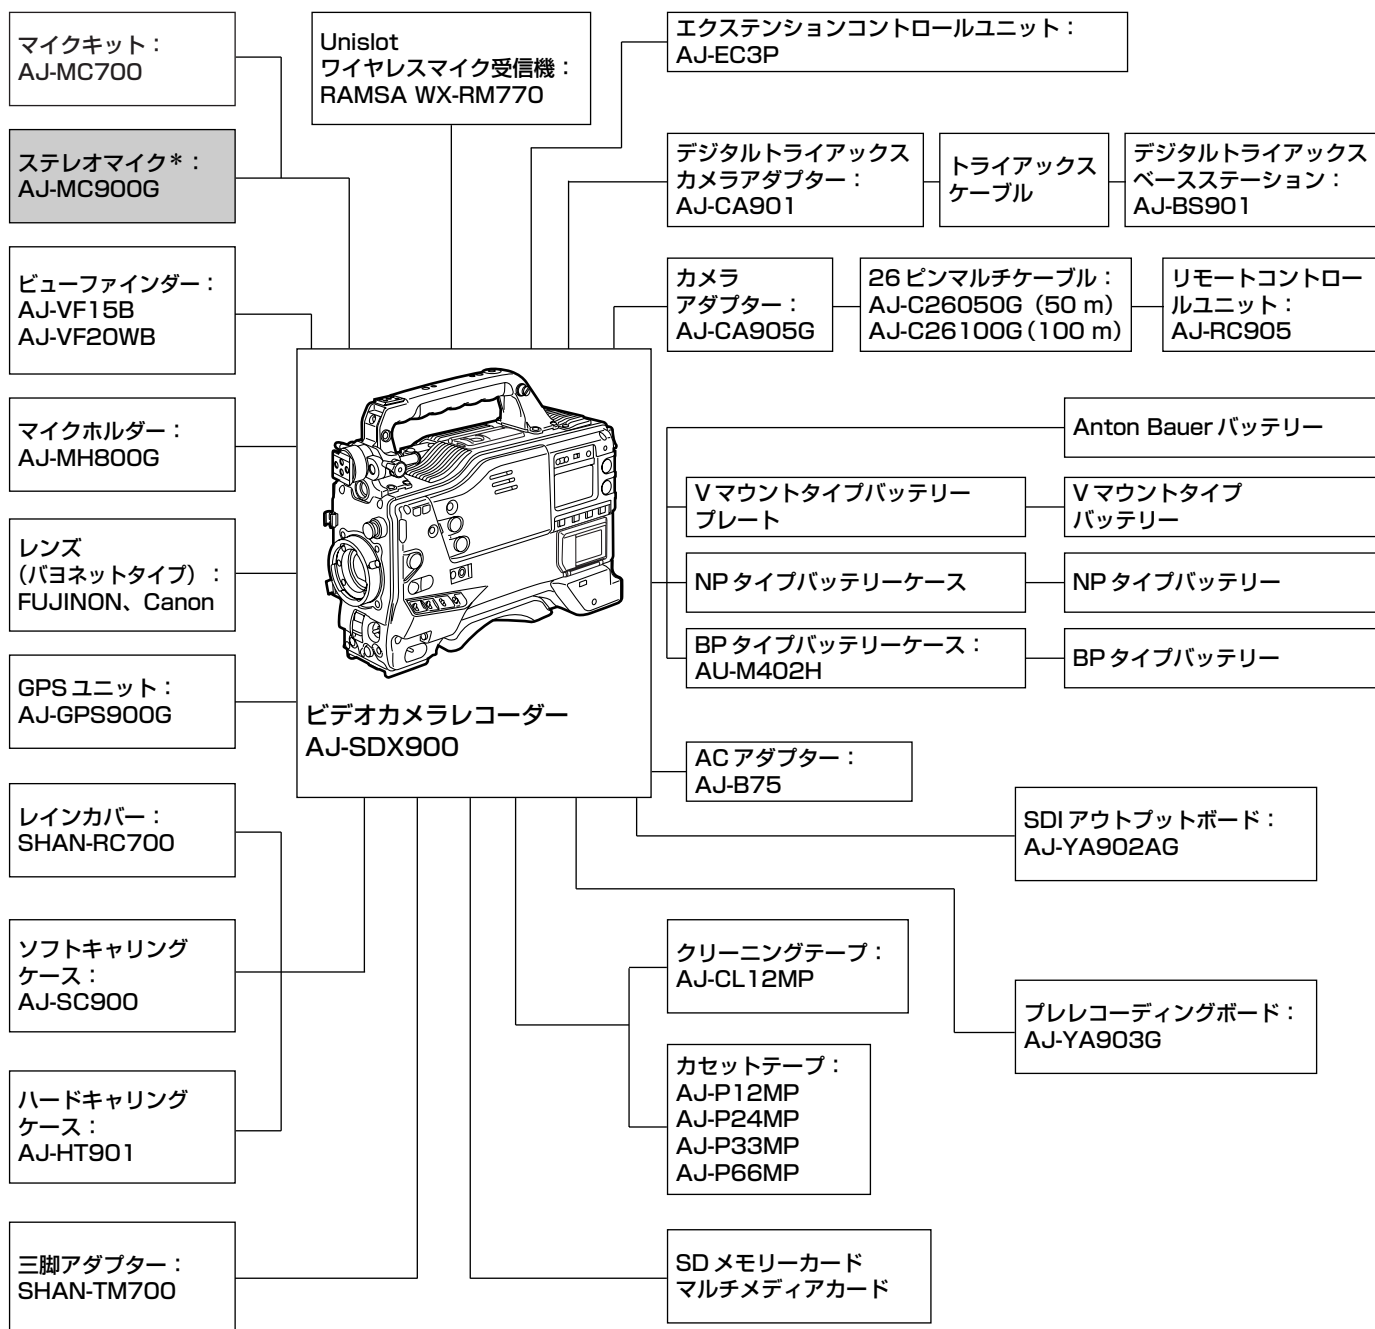 マイクキット：
AJ-MC700
Unislot
ワイヤレスマイク受信機：
RAMSA WX-RM770
エクステンションコントロールユニット：
AJ-EC3P
ステレオマイク＊：
AJ-MC900G
デジタルトライアックス
カメラアダプター：
AJ-CA901
トライアックス
ケーブル
デジタルトライアックス
ベースステーション：
AJ-BS901
ビューファインダー：
AJ-VF15B
AJ-VF20WB
カメラ
アダプター：
AJ-CA905G
26ピンマルチケーブル：
AJ-C26050G（50 m）
AJ-C26100G（100 m）
リモートコントロー
ルユニット：
AJ-RC905
マイクホルダー：
AJ-MH800G
Anton Bauerバッテリー
Vマウントタイプバッテリー
プレート
Vマウントタイプ
バッテリー
レンズ
（バヨネットタイプ）：
FUJINON、Canon
NPタイプバッテリーケース
NPタイプバッテリー
BPタイプバッテリーケース：
AU-M402H
BPタイプバッテリー
GPSユニット：
AJ-GPS900G
ビデオカメラレコーダー
AJ-SDX900
ACアダプター：
AJ-B75
レインカバー：
SHAN-RC700
SDIアウトプットボード：
AJ-YA902AG
ソフトキャリング
ケース：
AJ-SC900
クリーニングテープ：
AJ-CL12MP
プレレコーディングボード：
AJ-YA903G
ハードキャリング
ケース：
AJ-HT901
カセットテープ：
AJ-P12MP
AJ-P24MP
AJ-P33MP
AJ-P66MP
三脚アダプター：
SHAN-TM700
SDメモリーカード
マルチメディアカード